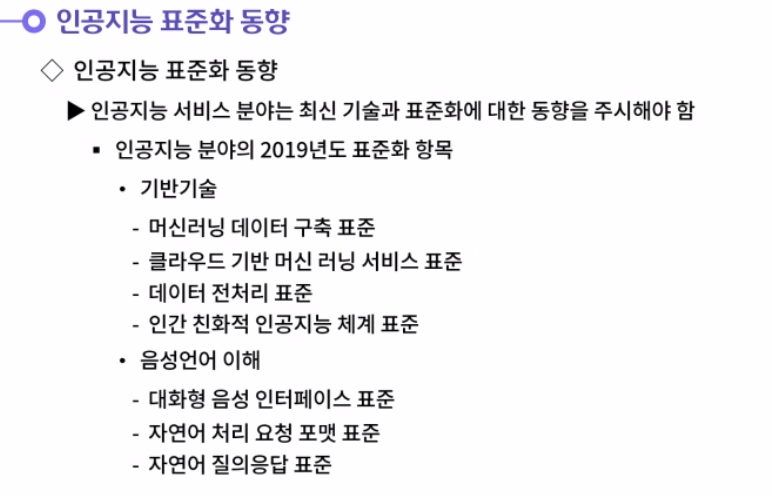 인공지능 표준화 동향
◇ 인공지능 표준화 동향
▶ 인공지능 서비스 분야는 최신 기술과 표준화에 대한 동향을 주시해야 함
▪ 인공지능 분야의 2019년도 표준화 항목
• 기반기술
- 머신러닝 데이터 구축 표준
- 클라우드 기반 머신 러닝 서비스 표준
- 데이터 전처리 표준
- 인간 친화적 인공지능 체계 표준
• 음성언어 이해
- 대화형 음성 인터페이스 표준
- 자연어 처리 요청 포맷 표준
- 자연어 질의응답 표준